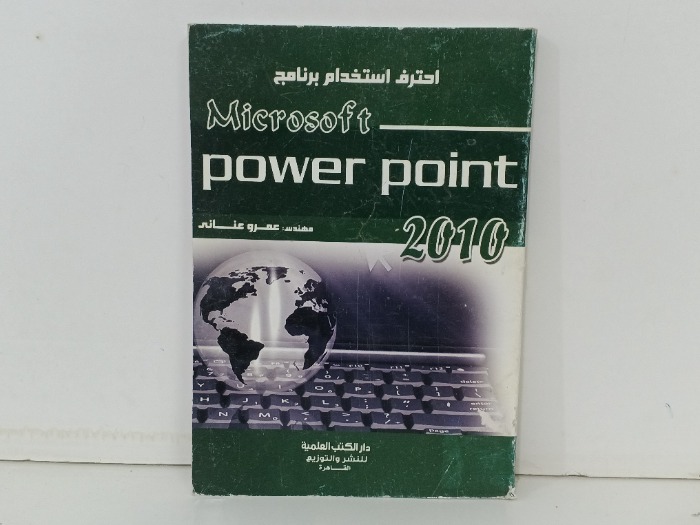 احترف استخدام برنامج
Microsoft
power point
2010
مهندس: عمرو عنانى
دار الكتب العلمية
للنشر والتوزيع
القاهرة